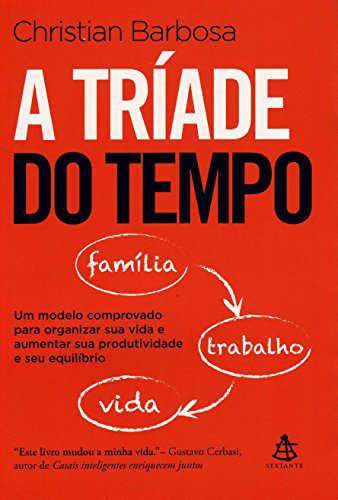 Christian Barbosa
A TRÍADE
DO TEMPO
família
Um modelo comprovado
para organizar sua vida e
aumentar sua produtividade
e seu equilíbrio
trabalho
vida
“Este livro mudou a minha vida.”– Gustavo Cerbasi,
autor de Casais inteligentes enriquecem juntos
SEXTANTE